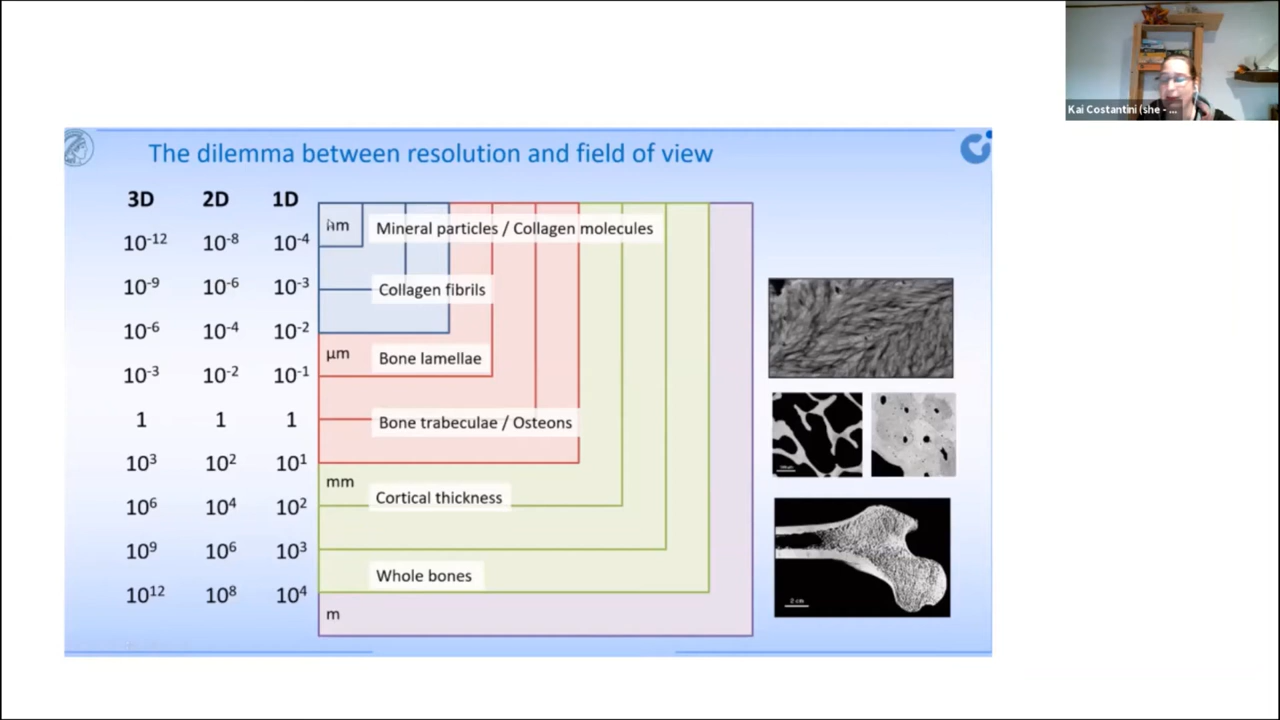 Kai Costantini (she - ...
The dilemma between resolution and field of view
3D 2D 1D
nm Mineral particles / Collagen molecules
10-12 10-8 10-4
10-9 10-6 10-3 Collagen fibrils
10-6 10-4 10-2
µm Bone lamellae
10-3 10-2 10-1
1 1 1 Bone trabeculae / Osteons
10³ 10² 10¹
mm Cortical thickness
10⁶ 10⁴ 10²
10⁹ 10⁶ 10³
Whole bones
10¹² 10⁸ 10⁴
m
2 cm